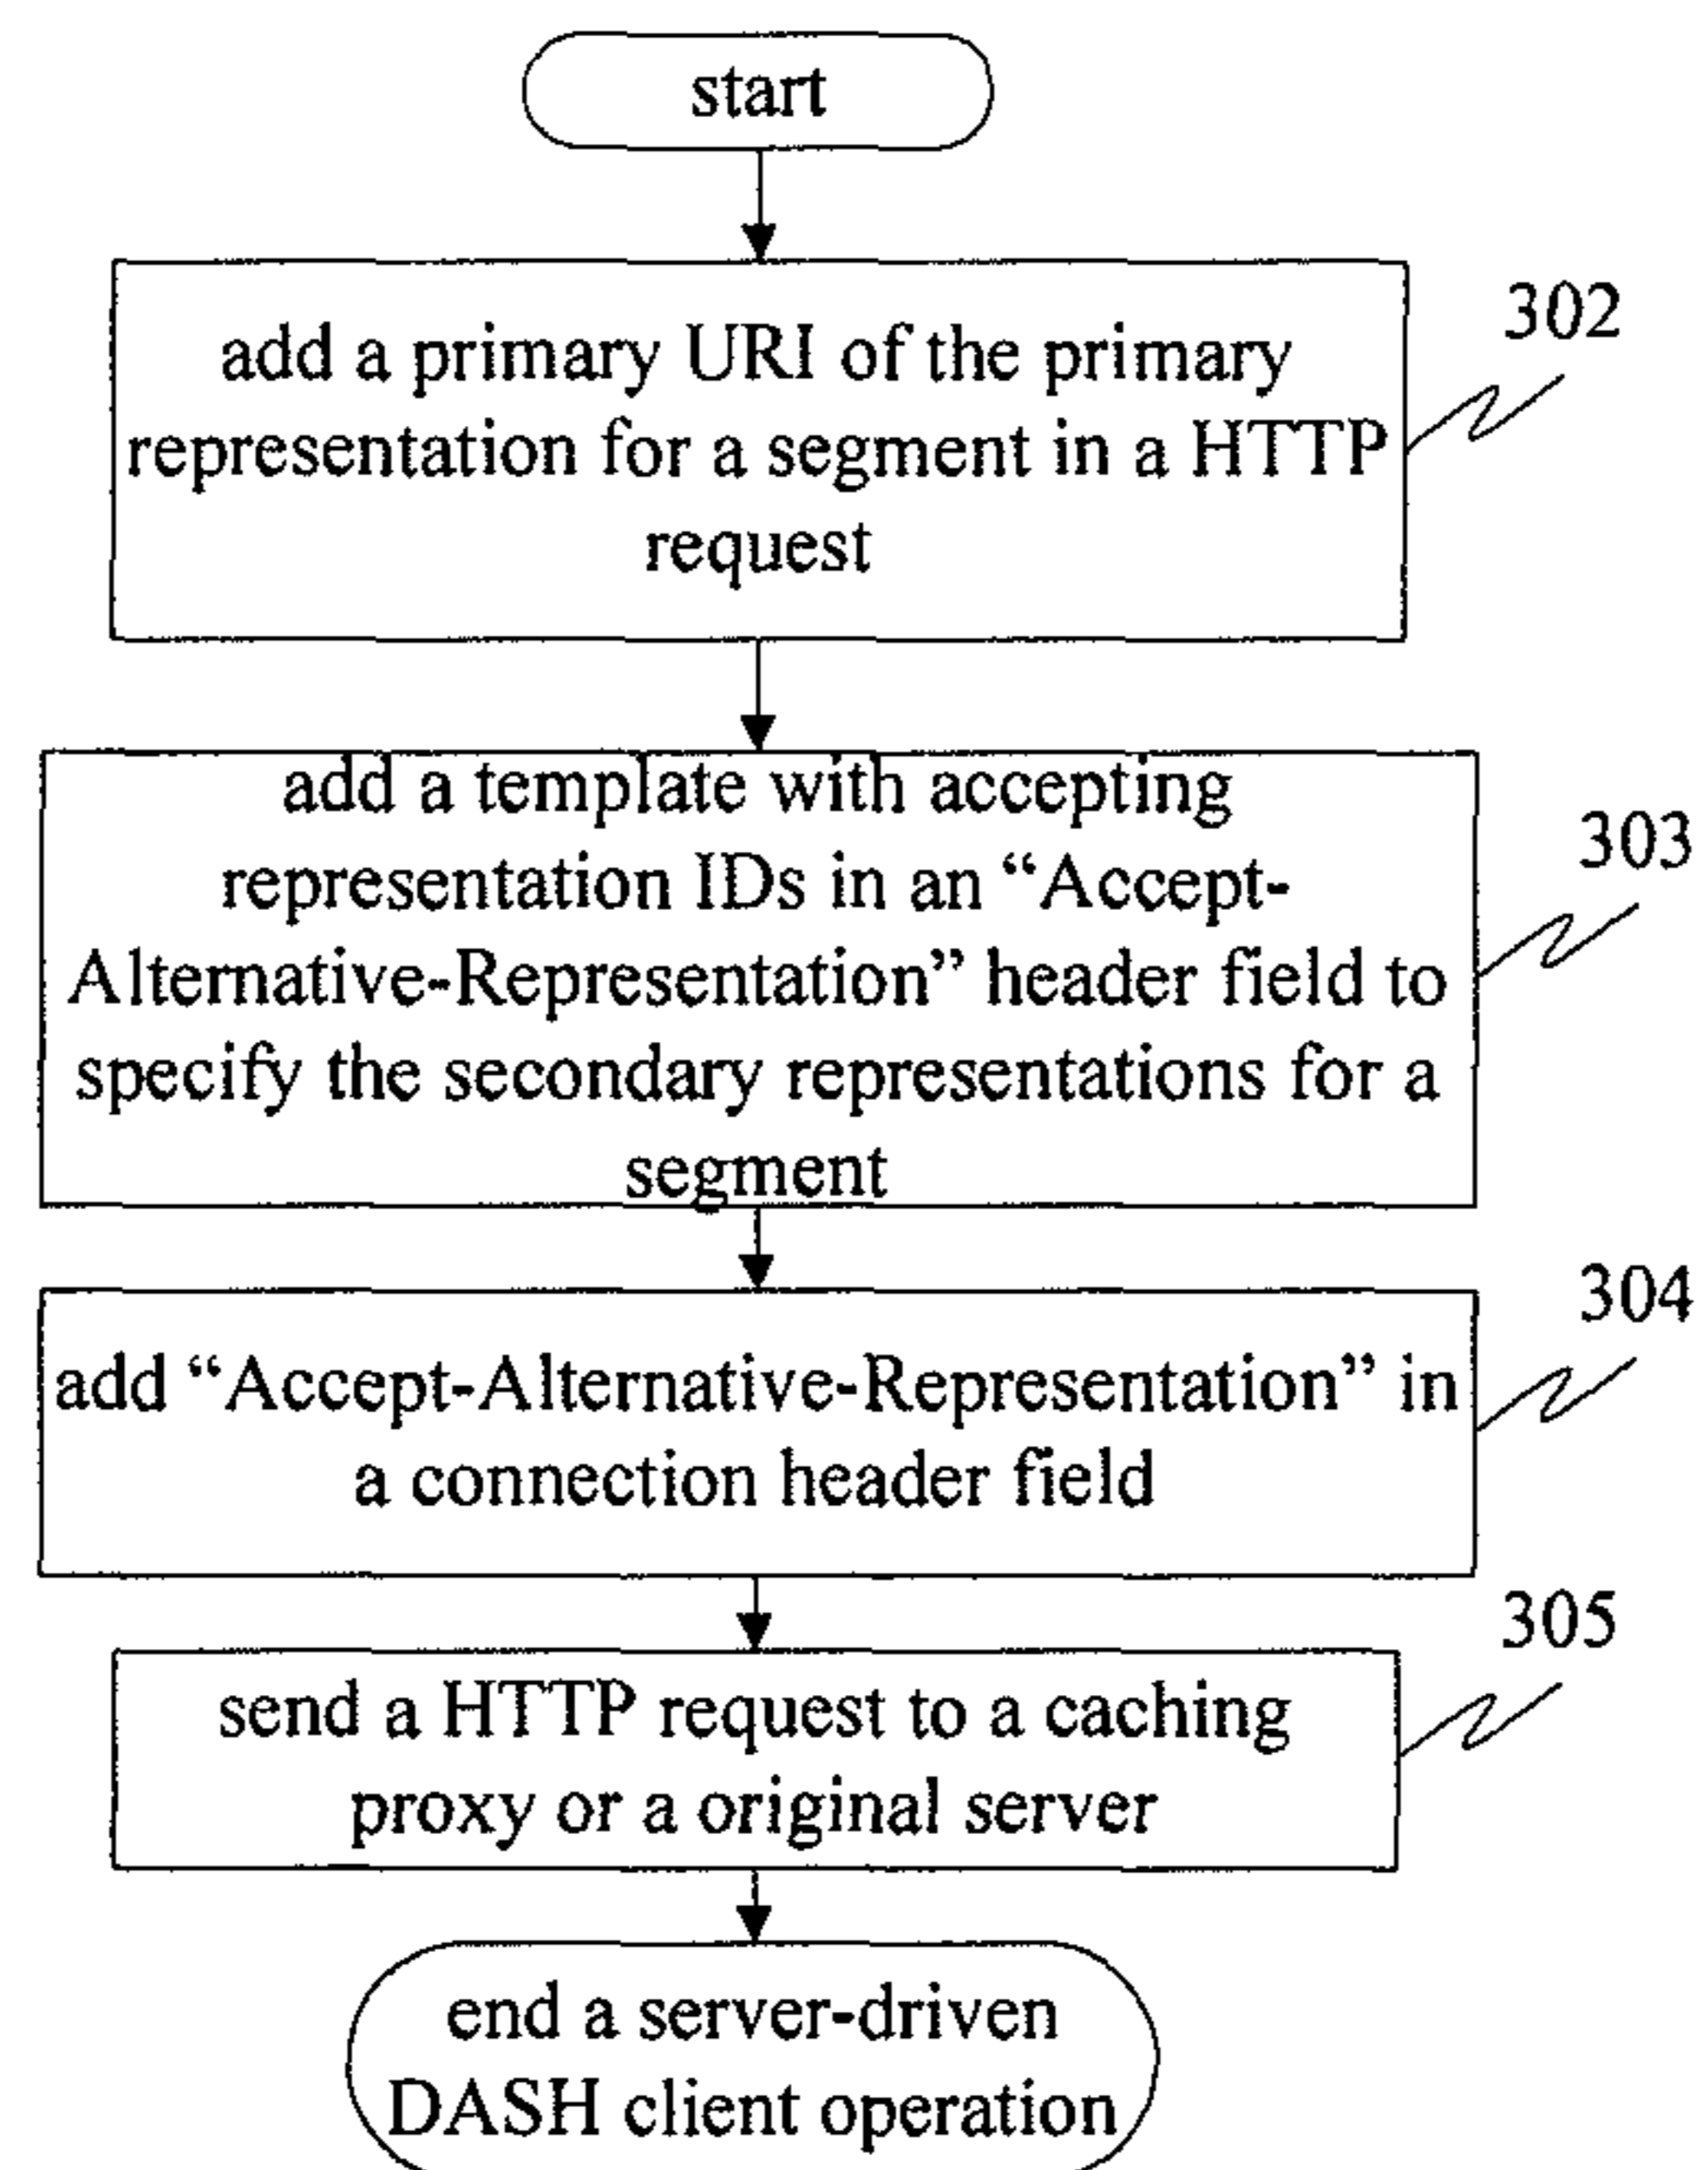 start
add a primary URI of the primary
representation for a segment in a HTTP
request
302
add a template with accepting
representation IDs in an “Accept-
Alternative-Representation” header field to
specify the secondary representations for a
segment
303
add “Accept-Alternative-Representation” in
a connection header field
304
send a HTTP request to a caching
proxy or a original server
305
end a server-driven
DASH client operation